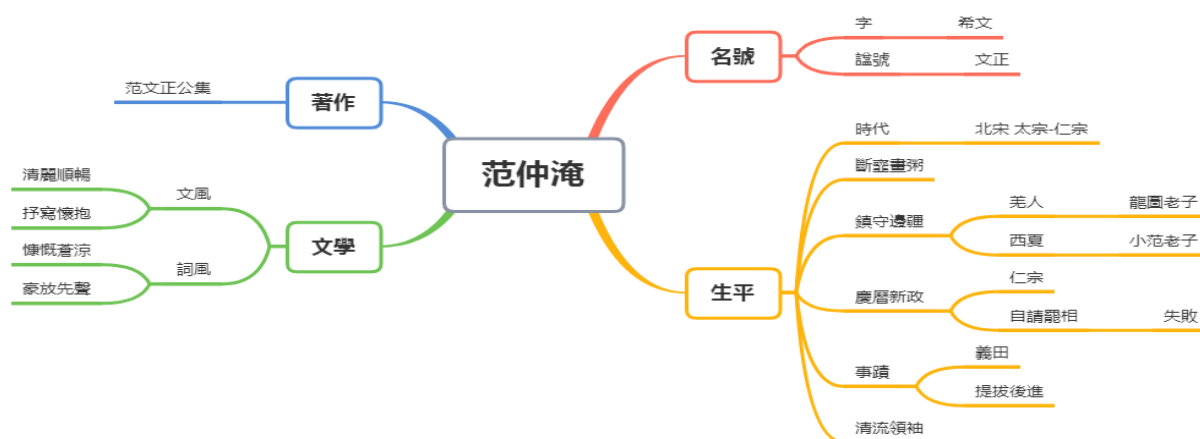 范仲淹
名號
字
希文
諡號
文正
生平
時代
北宋 太宗-仁宗
斷虀畫粥
鎮守邊疆
羌人
龍圖老子
西夏
小范老子
慶曆新政
仁宗
自請罷相
失敗
事蹟
義田
提拔後進
清流領袖
著作
范文正公集
文學
文風
清麗順暢
抒寫懷抱
詞風
慷慨蒼涼
豪放先聲